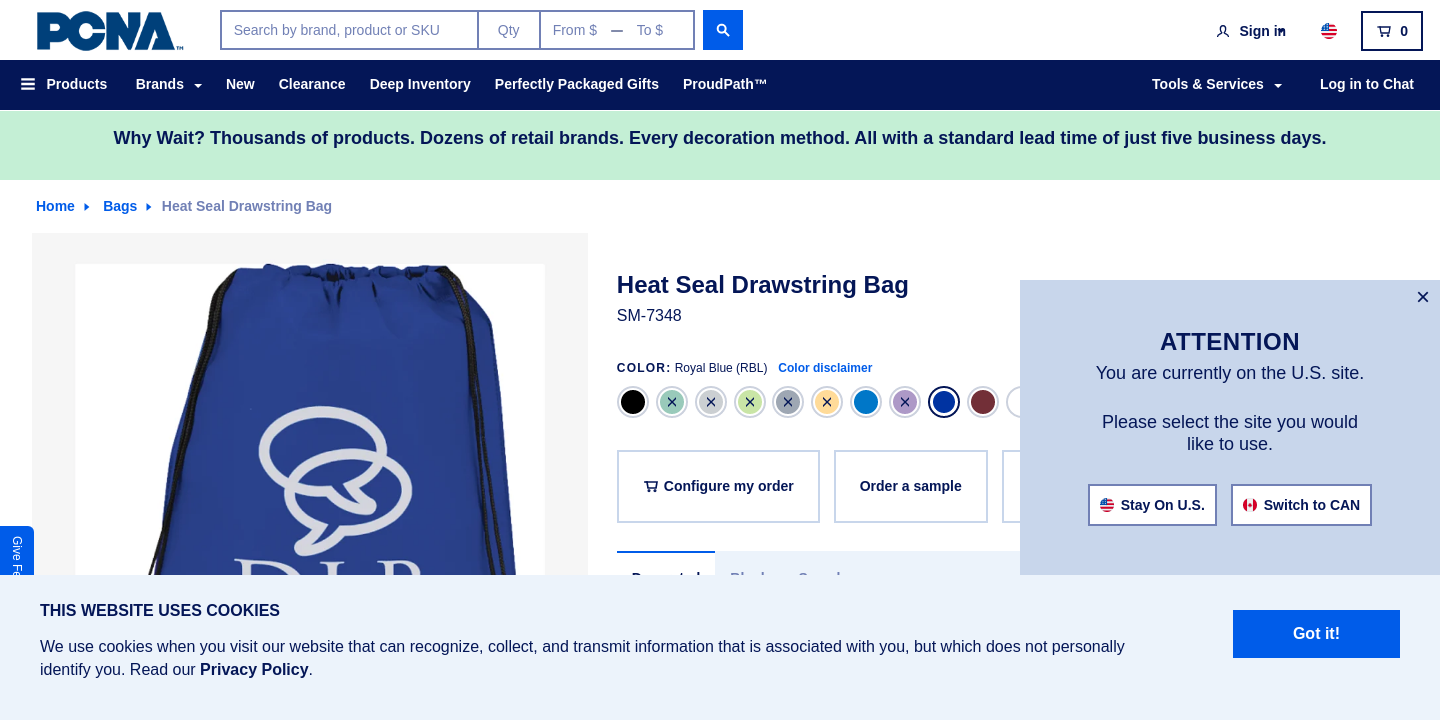 PCNA™
Search by brand, product or SKU
Qty
From $
To $
Sign in
0
Products
Brands
New
Clearance
Deep Inventory
Perfectly Packaged Gifts
ProudPath™
Tools & Services
Log in to Chat
Why Wait? Thousands of products. Dozens of retail brands. Every decoration method. All with a standard lead time of just five business days.
Home
Bags
Heat Seal Drawstring Bag
Heat Seal Drawstring Bag
SM-7348
COLOR: Royal Blue (RBL) Color disclaimer
Configure my order
Order a sample
ATTENTION
You are currently on the U.S. site.
Please select the site you would
like to use.
Stay On U.S.
Switch to CAN
Give
THIS WEBSITE USES COOKIES
We use cookies when you visit our website that can recognize, collect, and transmit information that is associated with you, but which does not personally
identify you. Read our Privacy Policy.
Got it!